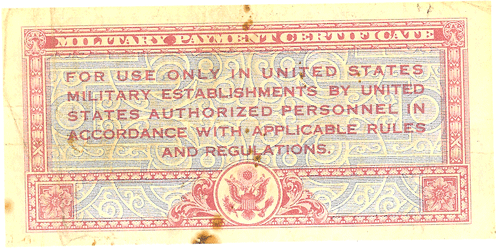 MILITARY PAYMENT CERTIFICATE
FOR USE ONLY IN UNITED STATES
MILITARY ESTABLISHMENTS BY UNITED
STATES AUTHORIZED PERSONNEL IN
ACCORDANCE WITH APPLICABLE RULES
AND REGULATIONS.